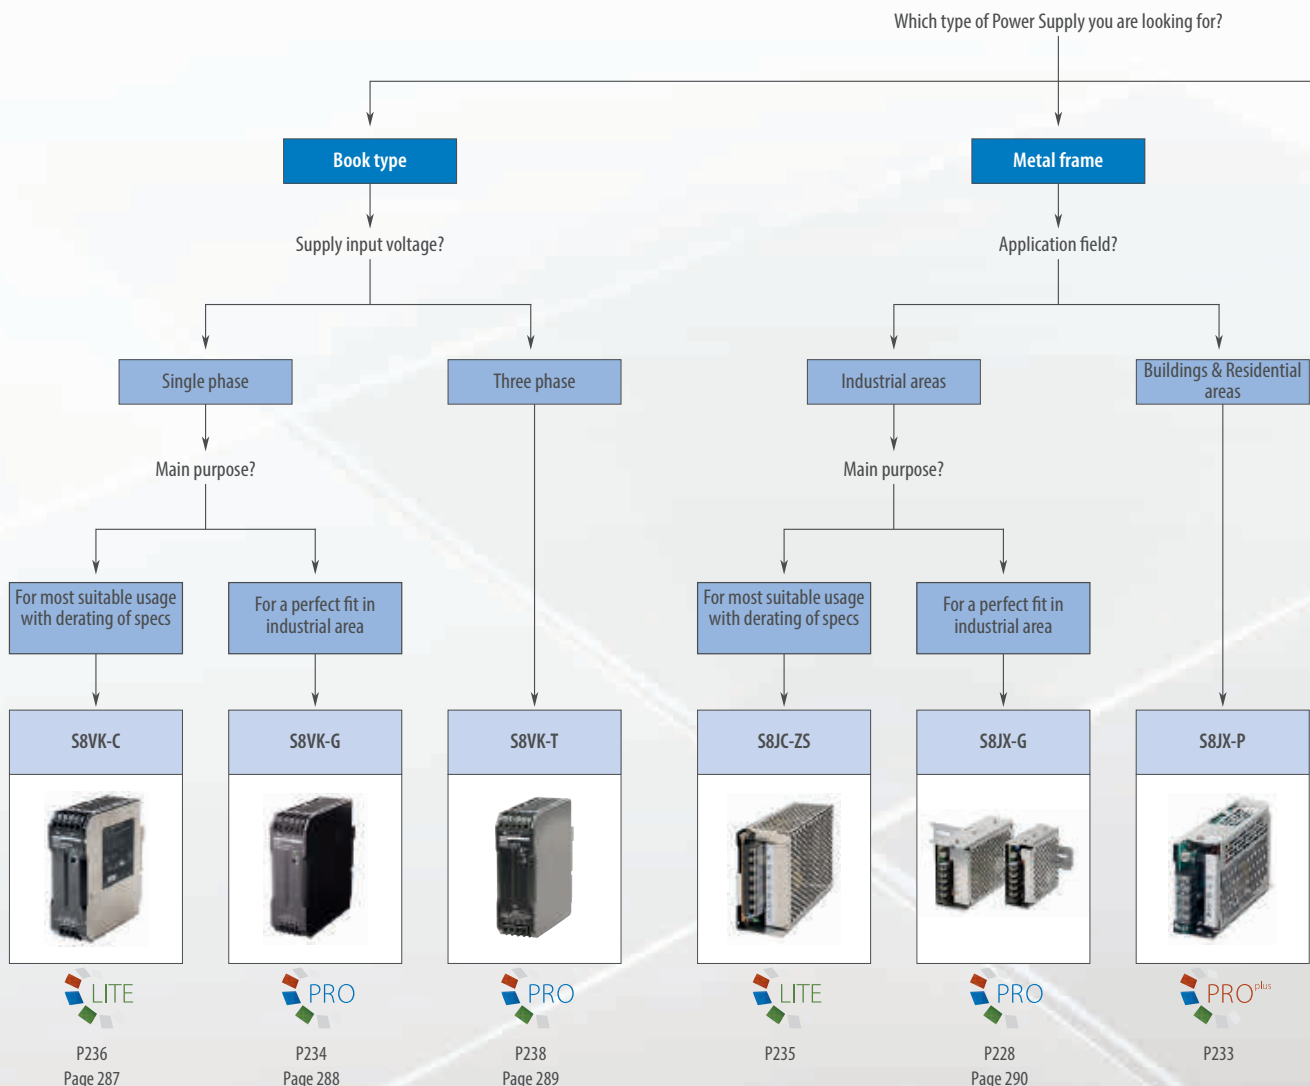 Which type of Power Supply you are looking for?
Book type
Metal frame
Supply input voltage?
Application field?
Single phase
Three phase
Industrial areas
Buildings & Residential
areas
Main purpose?
Main purpose?
For most suitable usage
with derating of specs
For a perfect fit in
industrial area
For most suitable usage
with derating of specs
For a perfect fit in
industrial area
S8VK-C
S8VK-G
S8VK-T
S8JC-ZS
S8JX-G
S8JX-P
LITE
PRO
PRO
LITE
PRO
PROplus
P236
P234
P238
P235
P228
P233
Page 287
Page 288
Page 289
Page 290